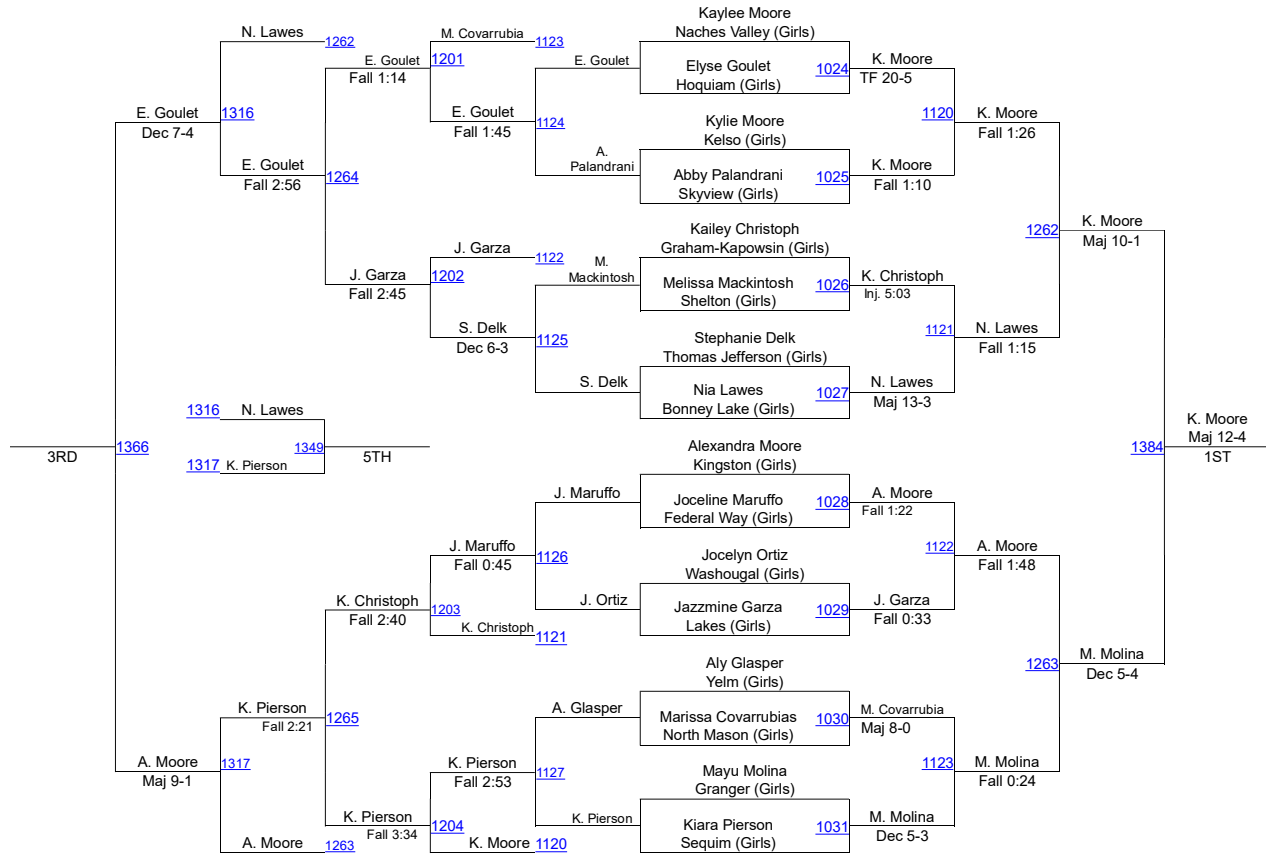 Kaylee Moore
N. Lawes
1262
M. Covarrubia
1123
Naches Valley (Girls)
E. Goulet
1201
E. Goulet
Elyse Goulet
1024
K. Moore
Fall 1:14
Hoquiam (Girls)
TF 20-5
E. Goulet
1316
E. Goulet
1124
Kylie Moore
1120
K. Moore
Dec 7-4
Fall 1:45
Kelso (Girls)
Fall 1:26
E. Goulet
1264
A.
Palandrani
Abby Palandrani
1025
K. Moore
Fall 2:56
Skyview (Girls)
Fall 1:10
Kailey Christoph
1262
K. Moore
J. Garza
1122
Graham-Kapowsin (Girls)
Maj 10-1
J. Garza
1202
M.
Mackintosh
Melissa Mackintosh
1026
K. Christoph
Fall 2:45
Shelton (Girls)
Inj. 5:03
S. Delk
1125
Stephanie Delk
1121
N. Lawes
Dec 6-3
Thomas Jefferson (Girls)
Fall 1:15
S. Delk
Nia Lawes
1027
N. Lawes
Bonney Lake (Girls)
Maj 13-3
1316
N. Lawes
K. Moore
Maj 12-4
3RD
1366
1349
5TH
Alexandra Moore
1384
1ST
1317
K. Pierson
Kingston (Girls)
J. Maruffo
Joceline Maruffo
1028
A. Moore
Federal Way (Girls)
Fall 1:22
J. Maruffo
1126
Jocelyn Ortiz
1122
A. Moore
Fall 0:45
Washougal (Girls)
Fall 1:48
K. Christoph
1203
J. Ortiz
Jazzmine Garza
1029
J. Garza
Fall 2:40
K. Christoph
1121
Lakes (Girls)
Fall 0:33
Aly Glasper
1263
M. Molina
Yelm (Girls)
Dec 5-4
K. Pierson
1265
A. Glasper
Marissa Covarrubias
1030
M. Covarrubia
Fall 2:21
North Mason (Girls)
Maj 8-0
A. Moore
1317
K. Pierson
1127
Mayu Molina
1123
M. Molina
Maj 9-1
Fall 2:53
Granger (Girls)
Fall 0:24
K. Pierson
1204
K. Pierson
Kiara Pierson
1031
M. Molina
Fall 3:34
Sequim (Girls)
Dec 5-3
A. Moore
1263
K. Moore
1120